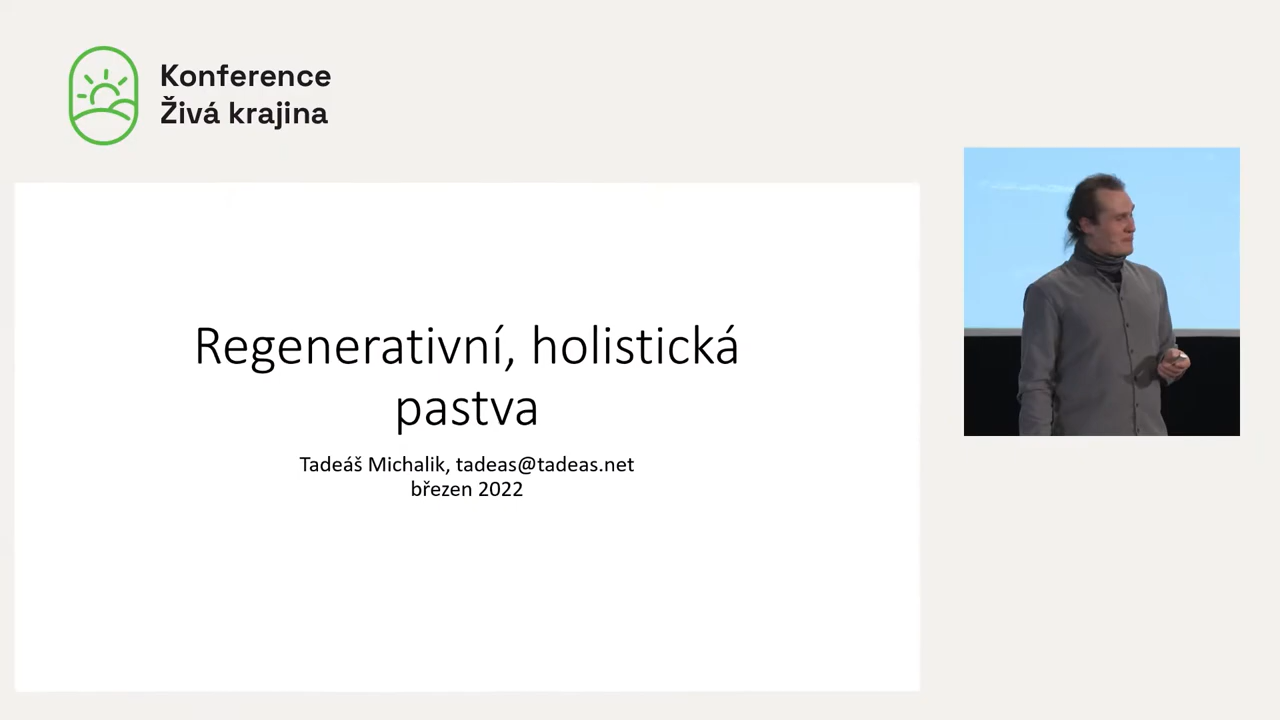 Konference
Živá krajina
Regenerativní, holistická
pastva
Tadeáš Michalik, tadeas@tadeas.net
březen 2022